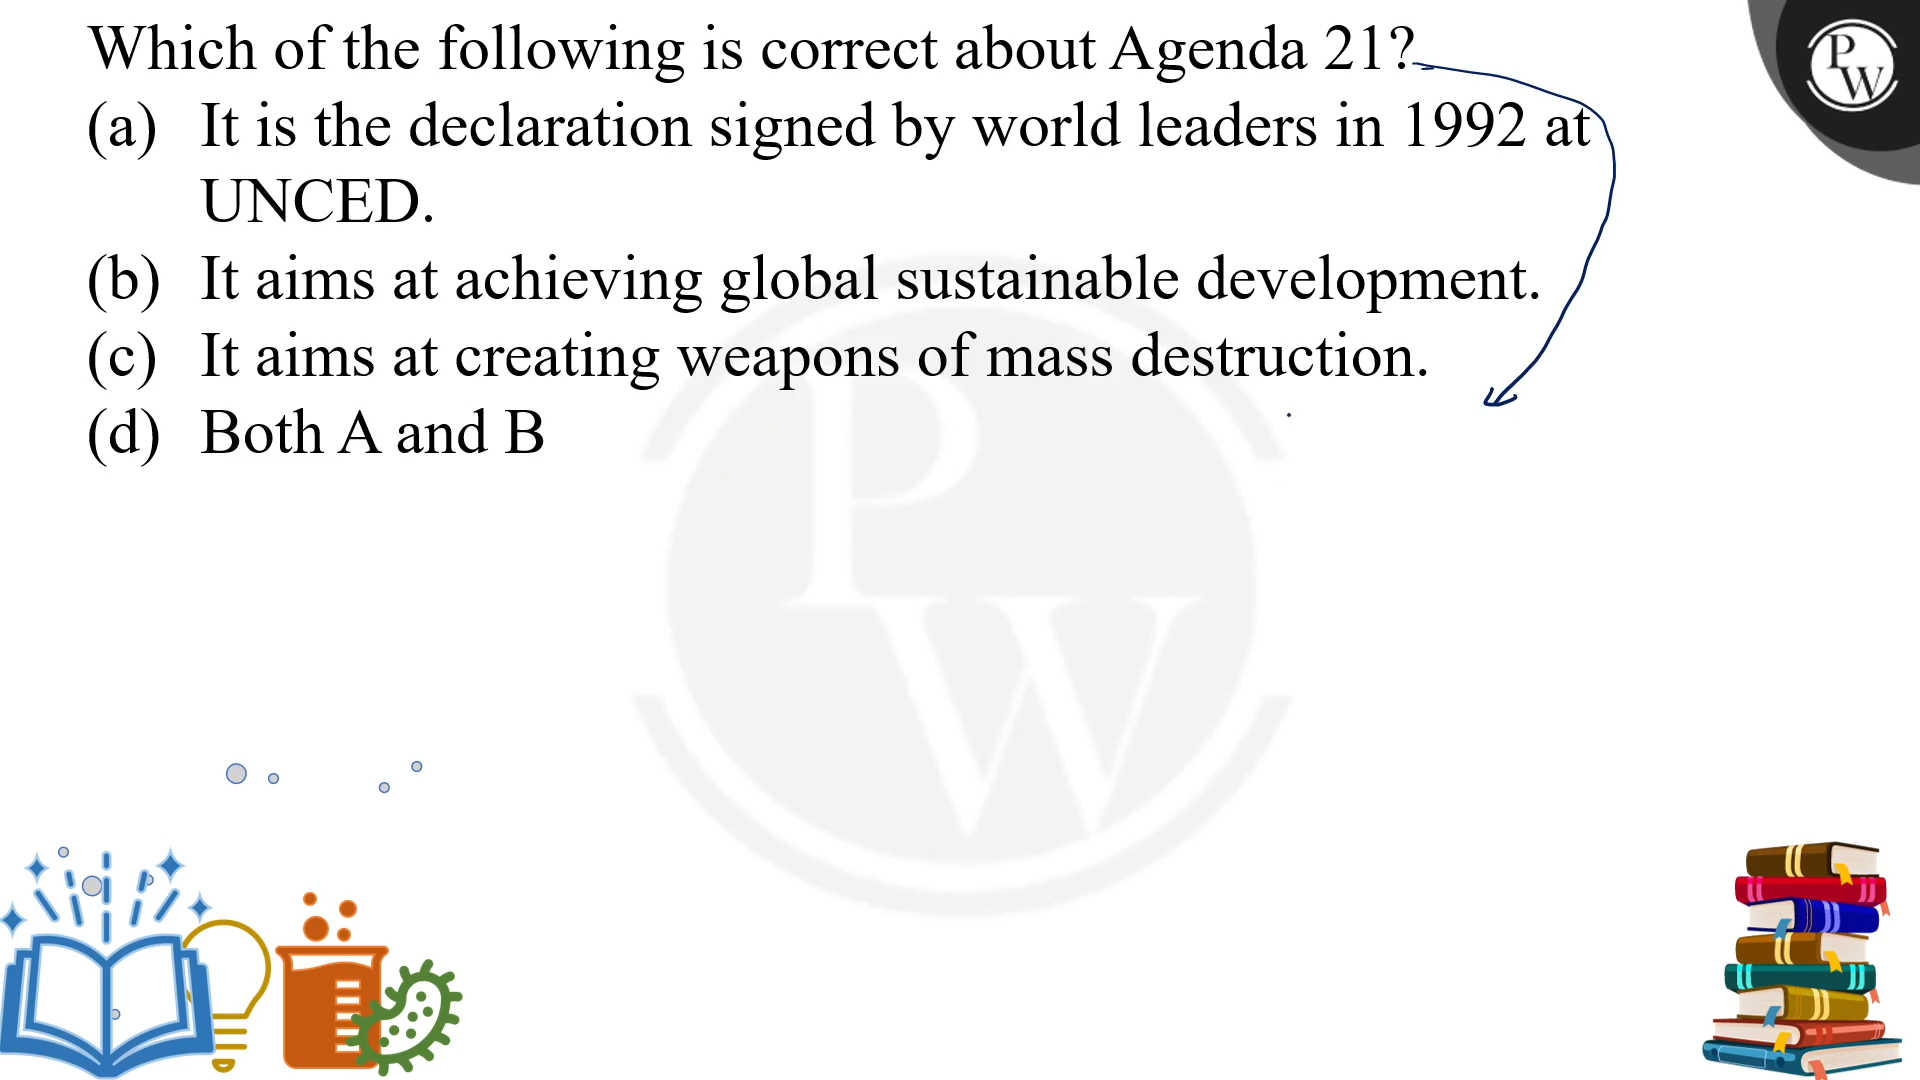 Which of the following is correct about Agenda 21?
(a) It is the declaration signed by world leaders in 1992 at
UNCED.
(b) It aims at achieving global sustainable development.
(c) It aims at creating weapons of mass destruction.
(d) Both A and B
PW
PW